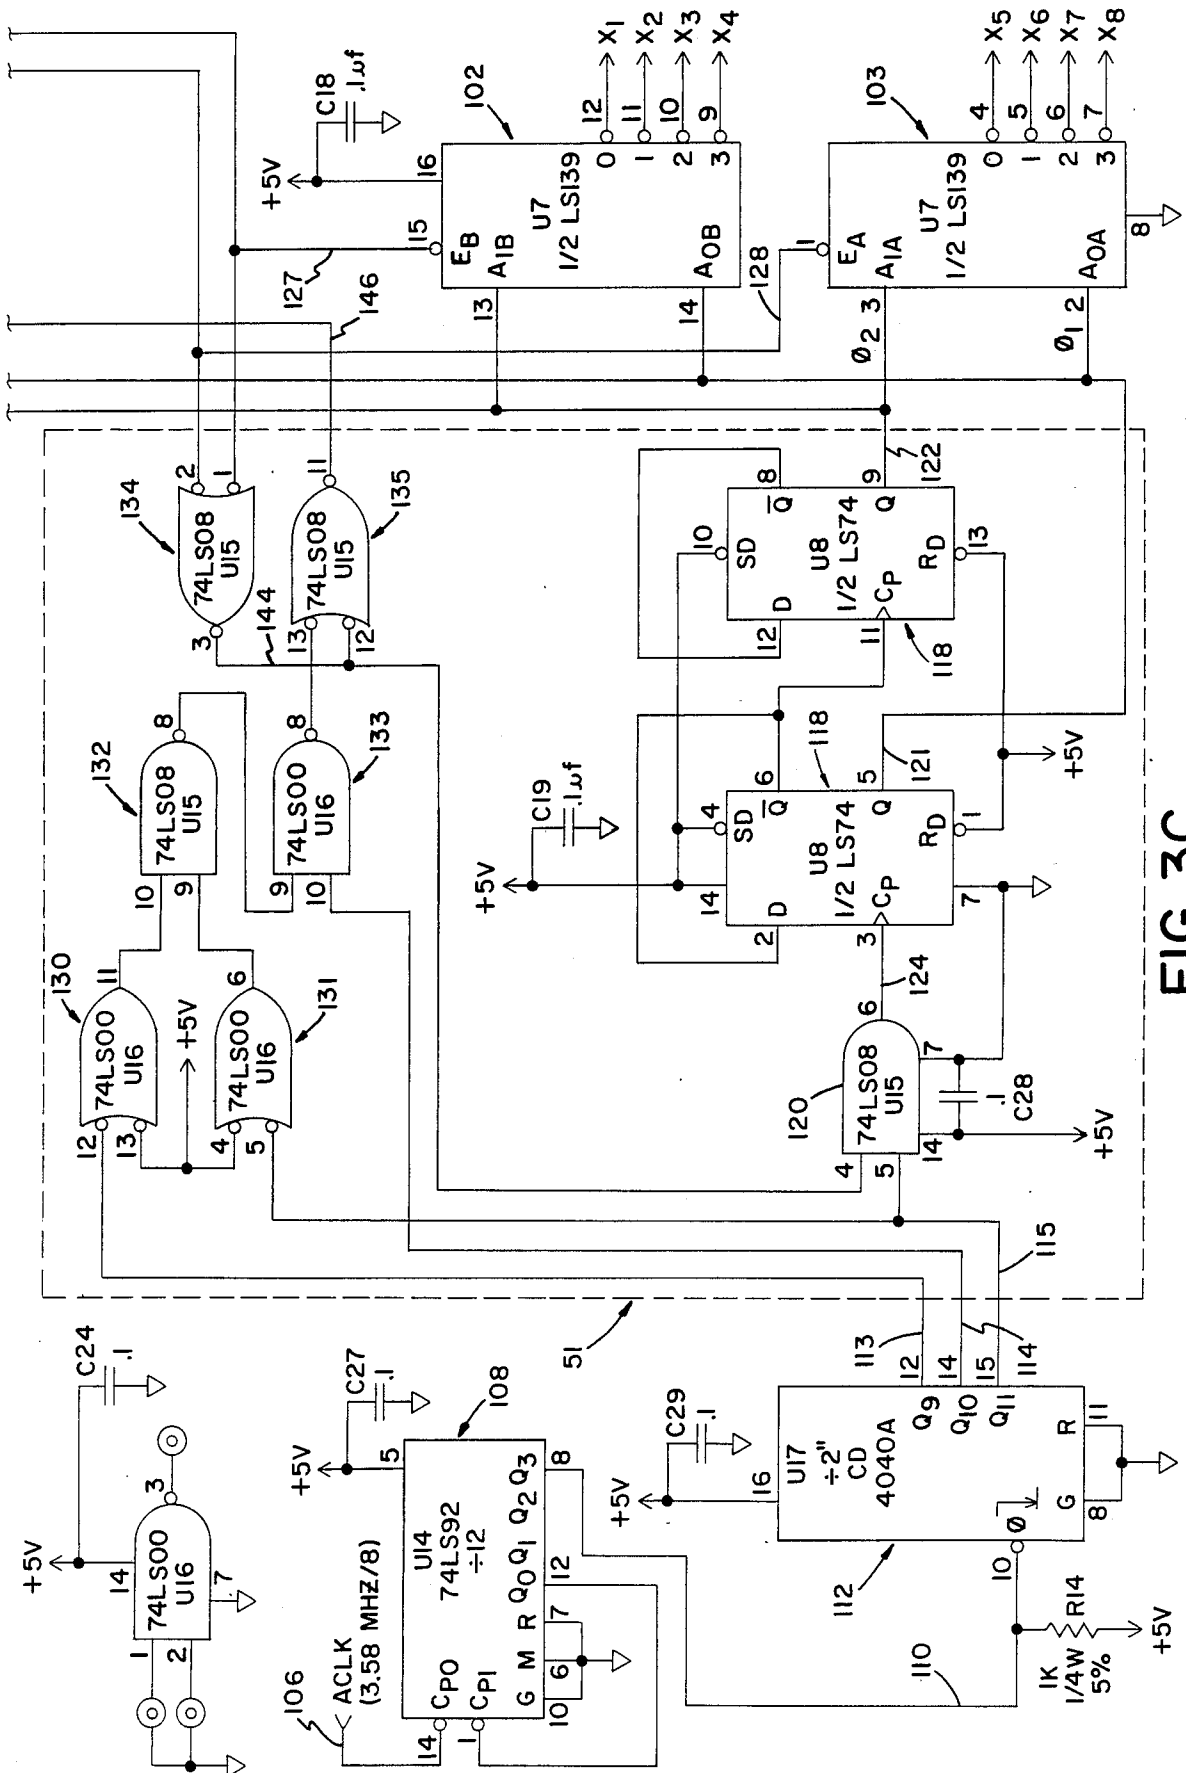 +5V
C24
.1
14
74LS00
U16
1
2
3
7
106
ACLK
(3.58 MHZ/8)
+5V
C27
.1
5
108
14
CP0
1
CP1
U14
74LS92
÷12
G M R Q0 Q1 Q2 Q3
10 6 7 12 8
110
+5V
C29
.1
16
U17
÷2"
CD
4040A
112
10
Ø
G
R
8
11
Q9
Q10
Q11
12
14
15
113
114
115
1K
1/4W
5%
R14
+5V
51
130
12
13
74LS00
U16
11
+5V
131
4
5
74LS00
U16
6
132
10
9
74LS08
U15
8
133
9
10
74LS00
U16
8
134
2
1
74LS08
U15
3
144
135
13
12
74LS08
U15
11
146
120
4
5
14
74LS08
U15
6
7
.1
C28
+5V
124
+5V
C19
.1uf
14
4
SD
2
D
U8
1/2 LS74
3
CP
7
RD
1
Q
6
Q
5
118
121
+5V
10
SD
12
D
U8
1/2 LS74
11
CP
RD
13
Q
8
Q
9
118
122
127
128
+5V
C18
.1uf
16
102
15
EB
13
A1B
14
A0B
U7
1/2 LS139
0 12 X1
1 11 X2
2 10 X3
3 9 X4
103
1
EA
Ø2 3
A1A
Ø1 2
A0A
8
U7
1/2 LS139
0 4 X5
1 5 X6
2 6 X7
3 7 X8
FIG. 3C